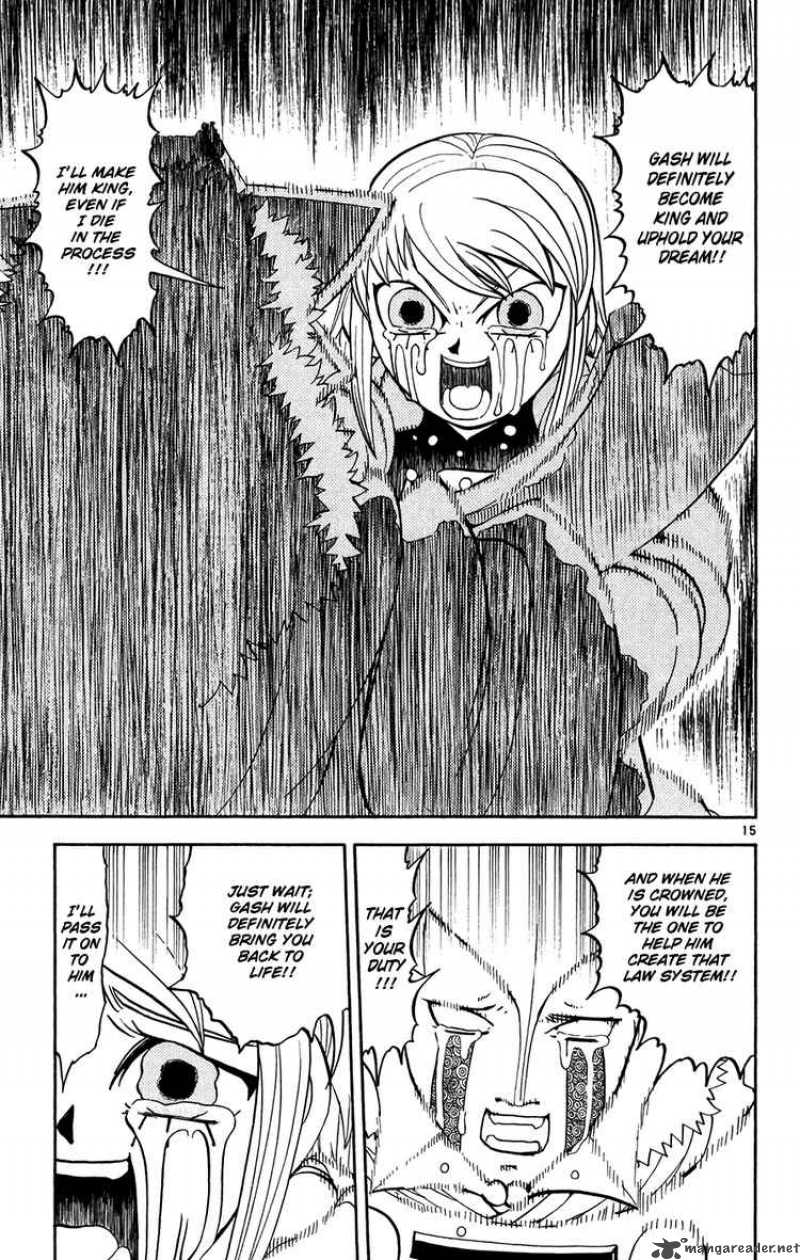 GASH WILL
DEFINITELY
BECOME
KING AND
UPHOLD YOUR
DREAM!!
I'LL MAKE
HIM KING,
EVEN IF
I DIE
IN THE
PROCESS
!!!
15
AND WHEN HE
IS CROWNED,
YOU WILL BE
THE ONE TO
HELP HIM
CREATE THAT
LAW SYSTEM!!
THAT
IS
YOUR
DUTY
!!!
JUST WAIT;
GASH WILL
DEFINITELY
BRING YOU
BACK TO
LIFE!!
I'LL
PASS
IT ON
TO
HIM
...
mangareader.net